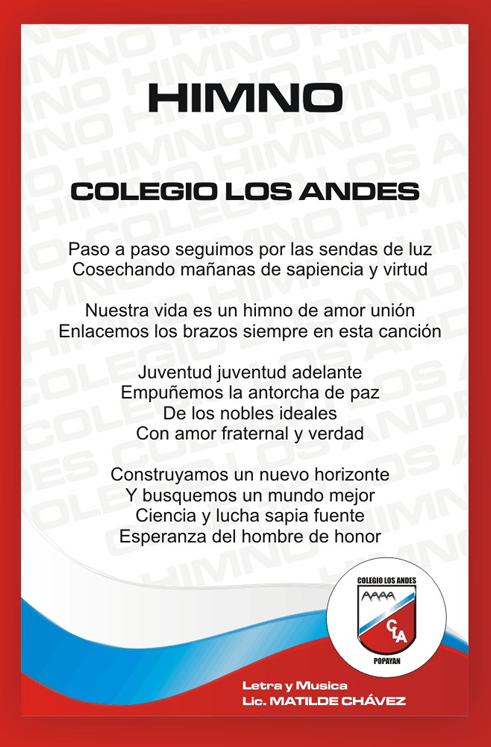 HIMNO
COLEGIO LOS ANDES
Paso a paso seguimos por las sendas de luz
Cosechando mañanas de sapiencia y virtud
Nuestra vida es un himno de amor unión
Enlacemos los brazos siempre en esta canción
Juventud juventud adelante
Empuñemos la antorcha de paz
De los nobles ideales
Con amor fraternal y verdad
Construyamos un nuevo horizonte
Y busquemos un mundo mejor
Ciencia y lucha sapia fuente
Esperanza del hombre de honor
COLEGIO LOS ANDES
CLA
POPAYAN
Letra y Musica
Lic. MATILDE CHÁVEZ